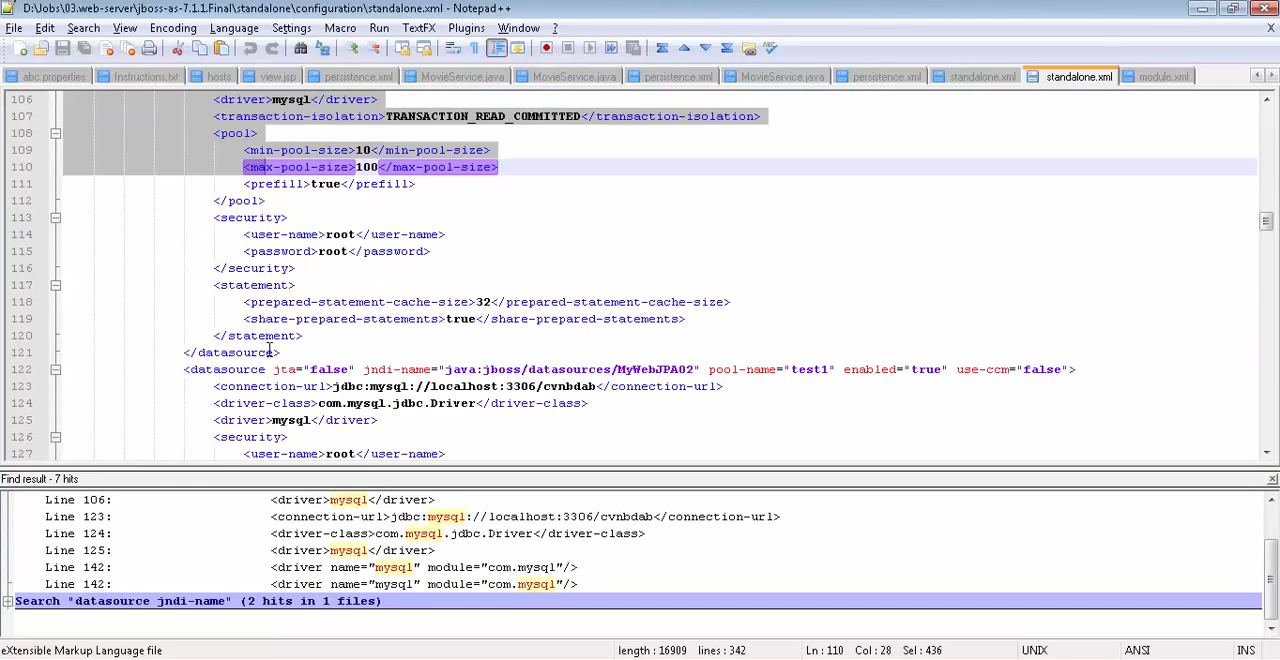 D:\Jobs\03.web-server\jboss-as-7.1.1.Final\standalone\configuration\standalone.xml - Notepad++
File Edit Search View Encoding Language Settings Macro Run TextFX Plugins Window ? X
abc.properties Instructions.txt hosts view.jsp persistence.xml MovieService.java MovieService.java persistence.xml MovieService.java persistence.xml standalone.xml standalone.xml module.xml
106 <driver>mysql</driver>
107 <transaction-isolation>TRANSACTION_READ_COMMITTED</transaction-isolation>
108 <pool>
109 <min-pool-size>10</min-pool-size>
110 <max-pool-size>100</max-pool-size>
111 <prefill>true</prefill>
112 </pool>
113 <security>
114 <user-name>root</user-name>
115 <password>root</password>
116 </security>
117 <statement>
118 <prepared-statement-cache-size>32</prepared-statement-cache-size>
119 <share-prepared-statements>true</share-prepared-statements>
120 </statement>
121 </datasource>
122 <datasource jta="false" jndi-name="java:jboss/datasources/MyWebJPA02" pool-name="test1" enabled="true" use-ccm="false">
123 <connection-url>jdbc:mysql://localhost:3306/cvnbdab</connection-url>
124 <driver-class>com.mysql.jdbc.Driver</driver-class>
125 <driver>mysql</driver>
126 <security>
127 <user-name>root</user-name>
Find result - 7 hits
Line 106: <driver>mysql</driver>
Line 123: <connection-url>jdbc:mysql://localhost:3306/cvnbdab</connection-url>
Line 124: <driver-class>com.mysql.jdbc.Driver</driver-class>
Line 125: <driver>mysql</driver>
Line 142: <driver name="mysql" module="com.mysql"/>
Line 142: <driver name="mysql" module="com.mysql"/>
Search "datasource jndi-name" (2 hits in 1 files)
eXtensible Markup Language file length : 16909 lines : 342 Ln : 110 Col : 28 Sel : 436 UNIX ANSI INS